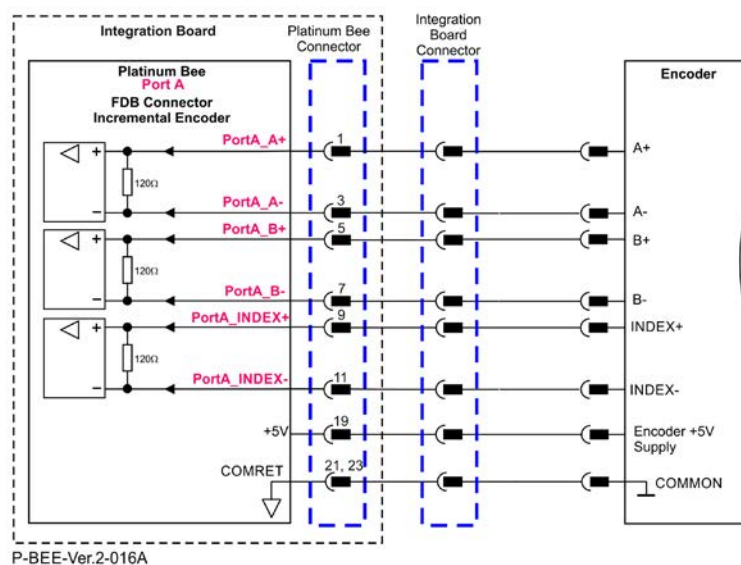 Integration Board
Platinum Bee
Connector
Integration
Board
Connector
Platinum Bee
Port A
FDB Connector
Incremental Encoder
Encoder
+
PortA_A+
1
A+
120Ω
−
PortA_A-
3
A-
+
PortA_B+
5
B+
120Ω
−
PortA_B-
7
B-
+
PortA_INDEX+
9
INDEX+
120Ω
−
PortA_INDEX-
11
INDEX-
+5V
19
Encoder +5V
Supply
COMRET
21, 23
COMMON
P-BEE-Ver.2-016A